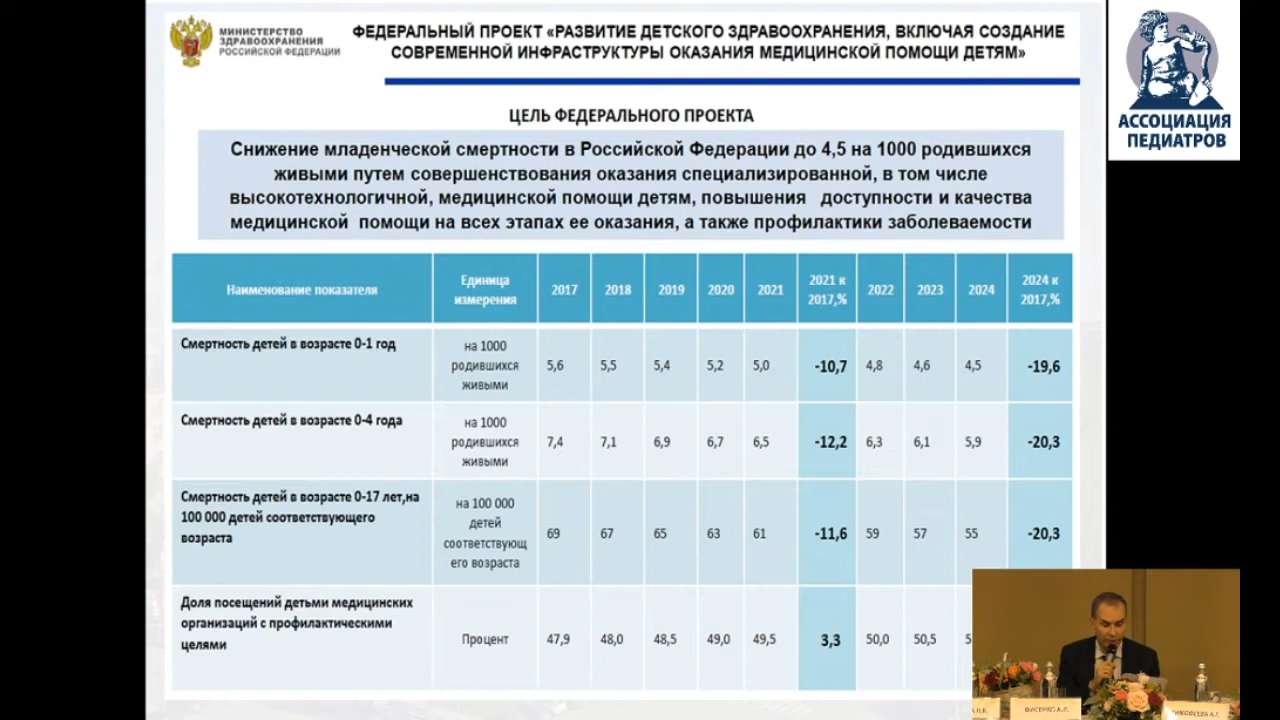 МИНИСТЕРСТВО
ЗДРАВООХРАНЕНИЯ
РОССИЙСКОЙ ФЕДЕРАЦИИ
ФЕДЕРАЛЬНЫЙ ПРОЕКТ «РАЗВИТИЕ ДЕТСКОГО ЗДРАВООХРАНЕНИЯ, ВКЛЮЧАЯ СОЗДАНИЕ
СОВРЕМЕННОЙ ИНФРАСТРУКТУРЫ ОКАЗАНИЯ МЕДИЦИНСКОЙ ПОМОЩИ ДЕТЯМ»
АССОЦИАЦИЯ
ПЕДИАТРОВ
ЦЕЛЬ ФЕДЕРАЛЬНОГО ПРОЕКТА
Снижение младенческой смертности в Российской Федерации до 4,5 на 1000 родившихся
живыми путем совершенствования оказания специализированной, в том числе
высокотехнологичной, медицинской помощи детям, повышения доступности и качества
медицинской помощи на всех этапах ее оказания, а также профилактики заболеваемости
Наименование показателя
Единица
измерения
2017
2018
2019
2020
2021
2021 к
2017,%
2022
2023
2024
2024 к
2017,%
Смертность детей в возрасте 0-1 год
на 1000
родившихся
живыми
5,6
5,5
5,4
5,2
5,0
-10,7
4,8
4,6
4,5
-19,6
Смертность детей в возрасте 0-4 года
на 1000
родившихся
живыми
7,4
7,1
6,9
6,7
6,5
-12,2
6,3
6,1
5,9
-20,3
Смертность детей в возрасте 0-17 лет,на
100 000 детей соответствующего
возраста
на 100 000
детей
соответствующ
его возраста
69
67
65
63
61
-11,6
59
57
55
-20,3
Доля посещений детьми медицинских
организаций с профилактическими
целями
Процент
47,9
48,0
48,5
49,0
49,5
3,3
50,0
50,5
ФИСЕНКО А.П.